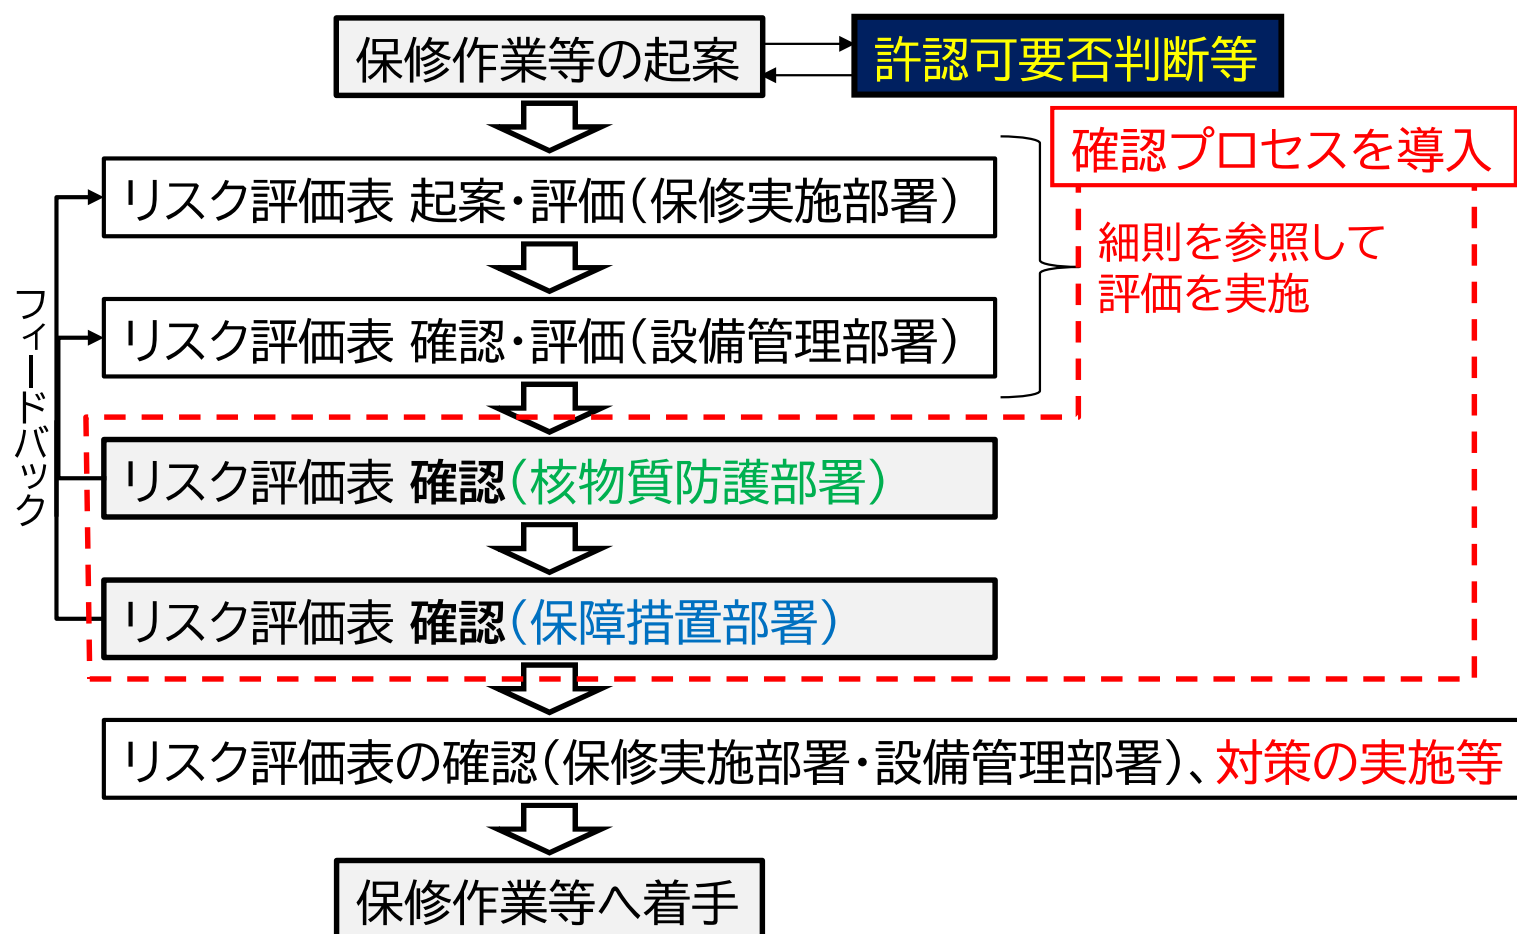 保修作業等の起案
許認可要否判断等
確認プロセスを導入
リスク評価表 起案・評価（保修実施部署）
細則を参照して
評価を実施
リスク評価表 確認・評価（設備管理部署）
フィードバック
リスク評価表 確認（核物質防護部署）
リスク評価表 確認（保障措置部署）
リスク評価表の確認（保修実施部署・設備管理部署）、対策の実施等
保修作業等へ着手